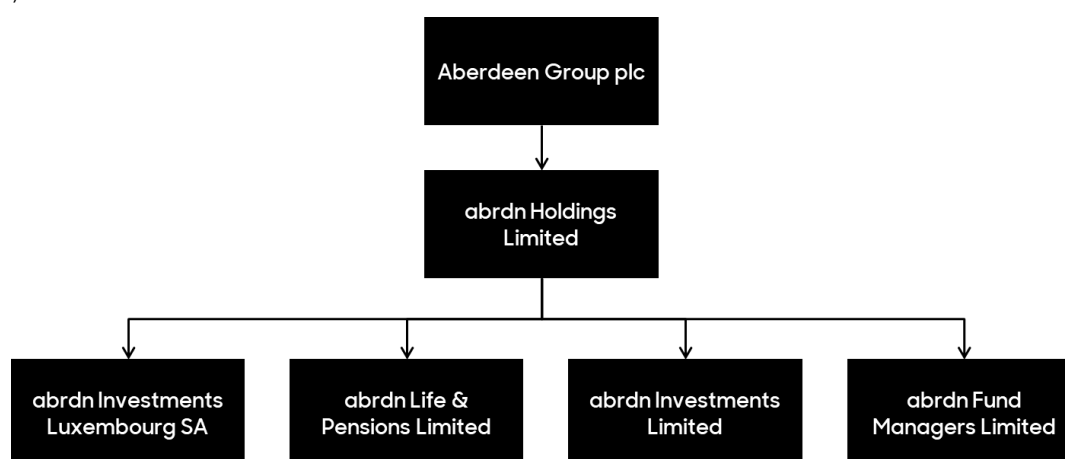 Aberdeen Group plc
abrdn Holdings
Limited
abrdn Investments
Luxembourg SA
abrdn Life &
Pensions Limited
abrdn Investments
Limited
abrdn Fund
Managers Limited